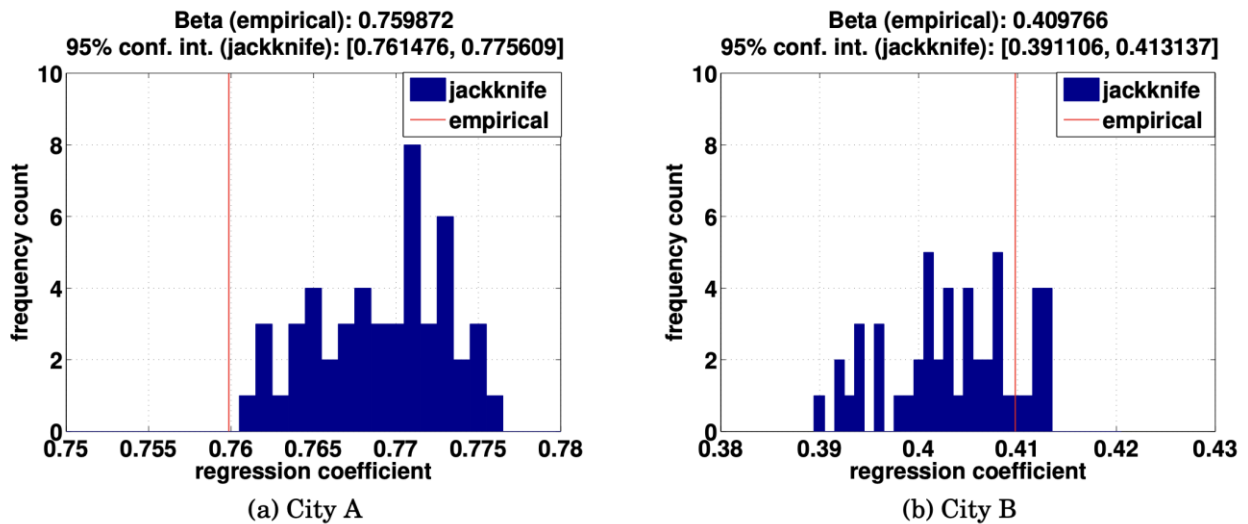 Beta (empirical): 0.759872
95% conf. int. (jackknife): [0.761476, 0.775609]
10
8
6
4
2
0
frequency count
jackknife
empirical
0.75
0.755
0.76
0.765
0.77
0.775
0.78
regression coefficient
(a) City A
Beta (empirical): 0.409766
95% conf. int. (jackknife): [0.391106, 0.413137]
10
8
6
4
2
0
frequency count
jackknife
empirical
0.38
0.39
0.4
0.41
0.42
0.43
regression coefficient
(b) City B